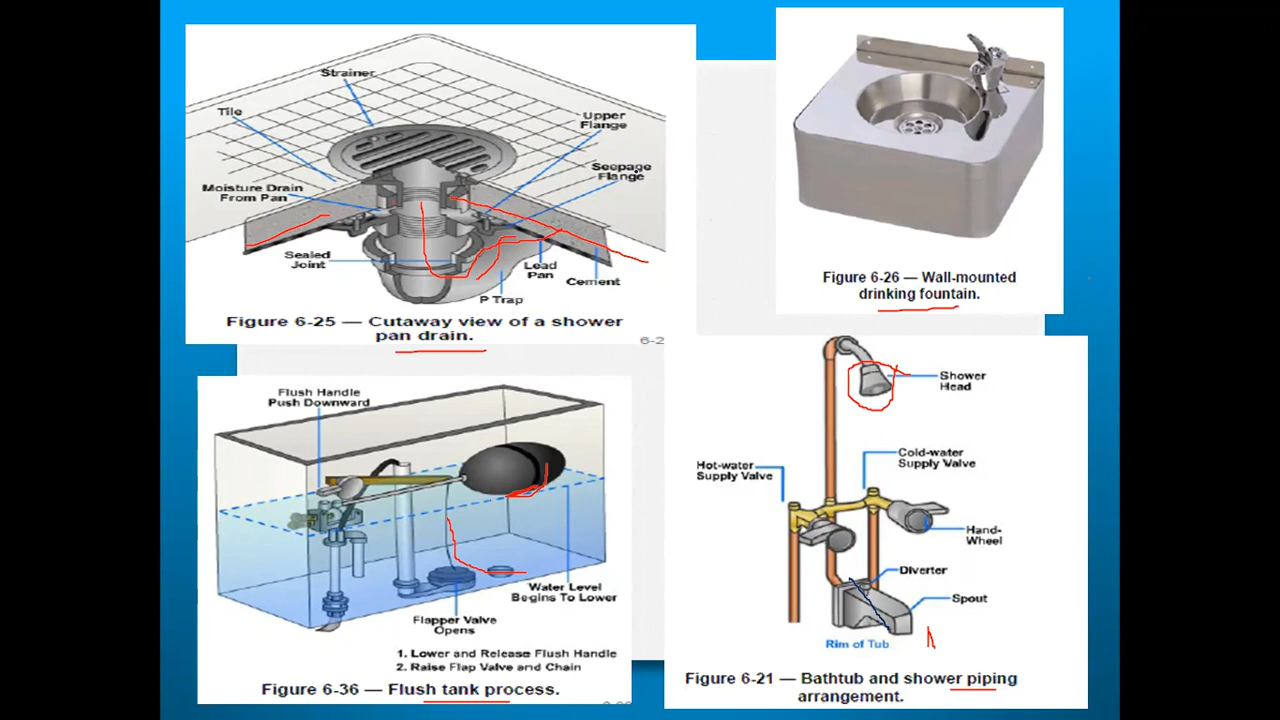 Strainer
Tile
Upper
Flange
Seepage
Flange
Moisture Drain
From Pan
Sealed
Joint
Lead
Pan
Cement
P Trap
Figure 6-25 — Cutaway view of a shower
pan drain.
6-2
Figure 6-26 — Wall-mounted
drinking fountain.
Flush Handle
Push Downward
Water Level
Begins To Lower
Flapper Valve
Opens
1. Lower and Release Flush Handle
2. Raise Flap Valve and Chain
Figure 6-36 — Flush tank process.
Shower
Head
Cold-water
Supply Valve
Hot-water
Supply Valve
Hand-
Wheel
Diverter
Spout
Rim of Tub
Figure 6-21 — Bathtub and shower piping
arrangement.